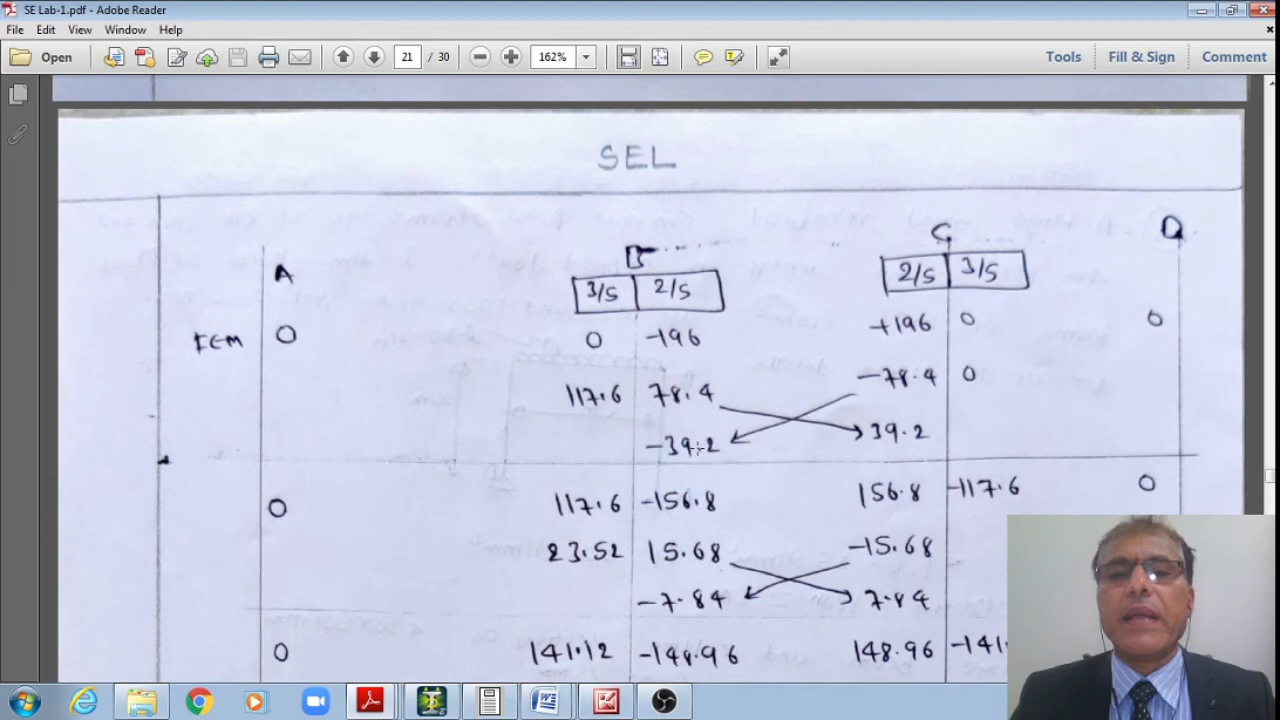 SE Lab-1.pdf - Adobe Reader
File Edit View Window Help
Open 21 / 30 162% Tools Fill & Sign Comment
SEL
A B C D
3/5 2/5 2/5 3/5
FEM 0 0 -196 +196 0 0
117.6 78.4 -78.4 0
-39.2 39.2
0 117.6 -156.8 156.8 -117.6 0
23.52 15.68 -15.68
-7.84 7.84
0 141.12 -148.96 148.96 -141.